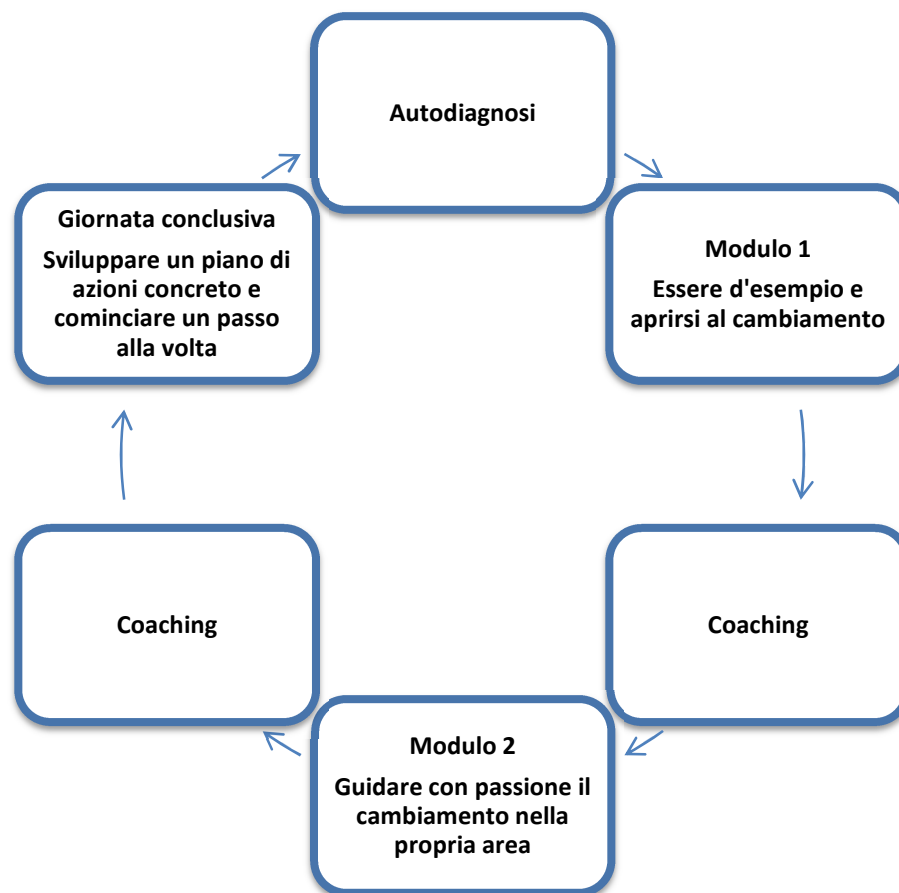 Autodiagnosi
Modulo 1
Essere d'esempio e
aprirsi al cambiamento
Coaching
Modulo 2
Guidare con passione il
cambiamento nella
propria area
Coaching
Giornata conclusiva
Sviluppare un piano di
azioni concreto e
cominciare un passo
alla volta